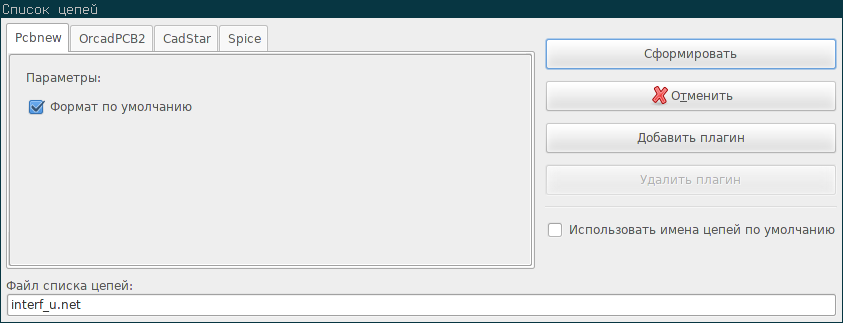 Список цепей
Pcbnew OrcadPCB2 CadStar Spice
Параметры:
Формат по умолчанию
Сформировать
Отменить
Добавить плагин
Удалить плагин
Использовать имена цепей по умолчанию
Файл списка цепей:
interf_u.net